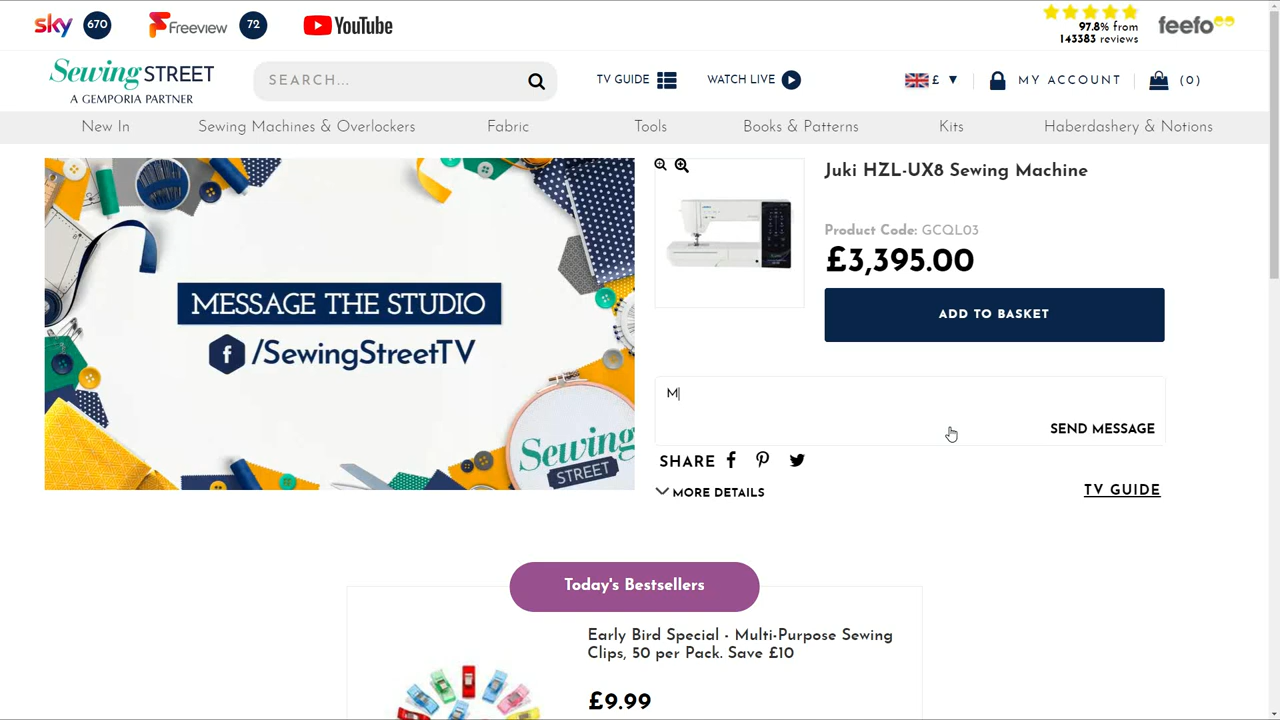 sky 670 Freeview 72 YouTube
97.8% from
143383 reviews
feefo
Sewing STREET
A GEMPORIA PARTNER
SEARCH...
TV GUIDE
WATCH LIVE
£ ▼
MY ACCOUNT
(0)
New In Sewing Machines & Overlockers Fabric Tools Books & Patterns Kits Haberdashery & Notions
MESSAGE THE STUDIO
f /SewingStreetTV
Sewing
STREET
Juki HZL-UX8 Sewing Machine
Product Code: GCQL03
£3,395.00
ADD TO BASKET
M
SEND MESSAGE
SHARE
MORE DETAILS
TV GUIDE
Today's Bestsellers
Early Bird Special - Multi-Purpose Sewing
Clips, 50 per Pack. Save £10
£9.99